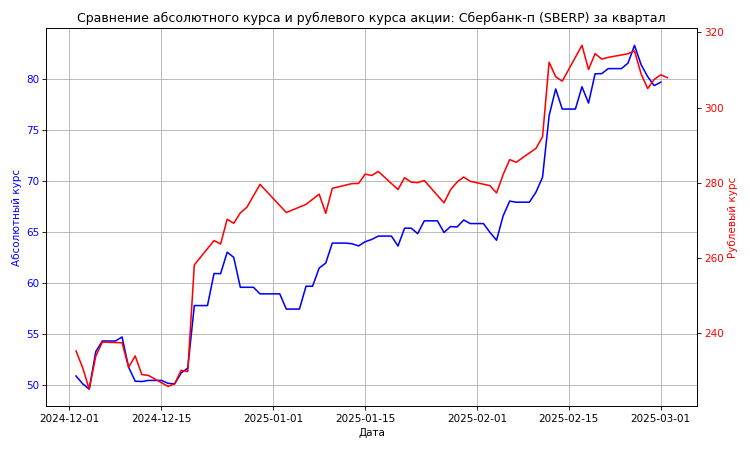 Сравнение абсолютного курса и рублевого курса акции: Сбербанк-п (SBERP) за квартал
320
80
300
75
280
70
65
260
60
55
240
50
Абсолютный курс
Рублевый курс
2024-12-01 2024-12-15 2025-01-01 2025-01-15 2025-02-01 2025-02-15 2025-03-01
Дата